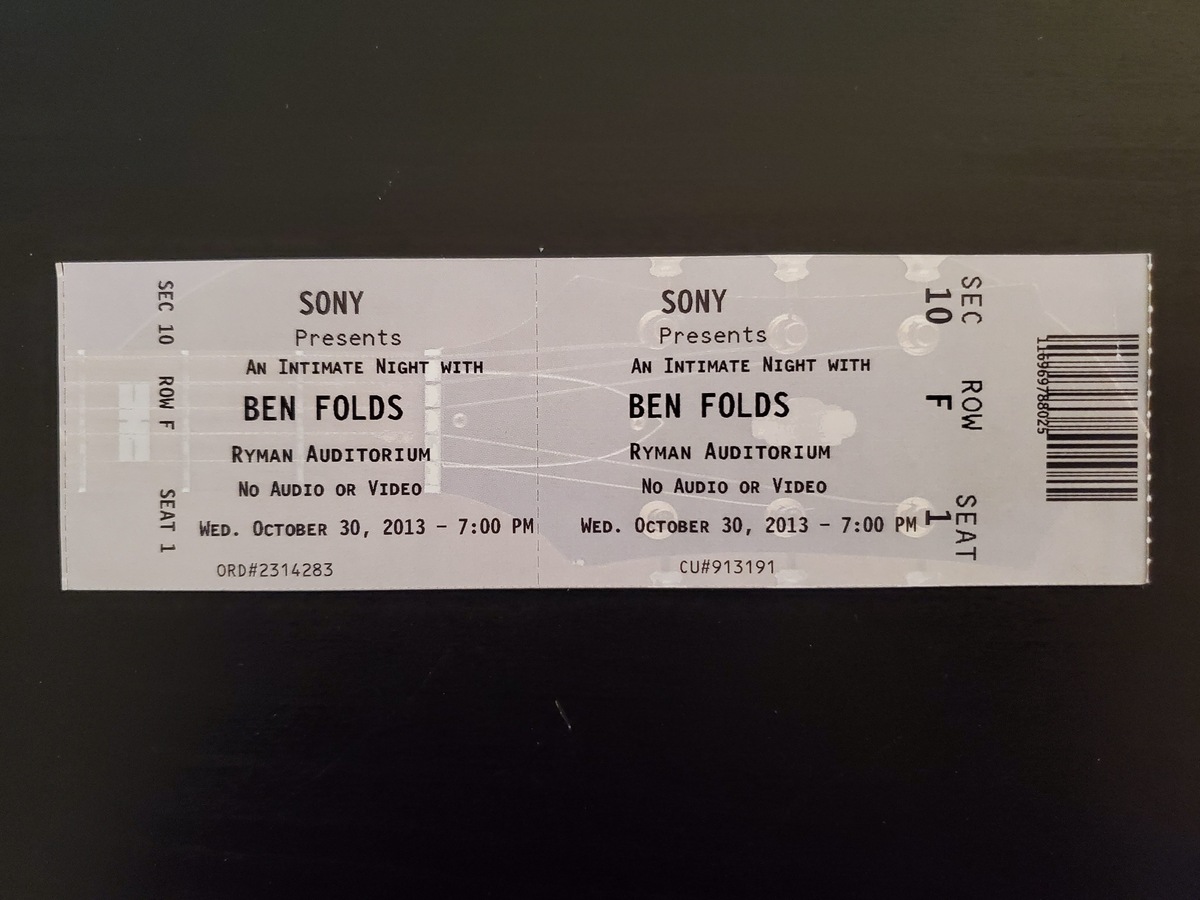 SEC 10 ROW F SEAT 1
SONY
Presents
AN INTIMATE NIGHT WITH
BEN FOLDS
RYMAN AUDITORIUM
NO AUDIO OR VIDEO
WED. OCTOBER 30, 2013 - 7:00 PM
ORD#2314283
SONY
Presents
AN INTIMATE NIGHT WITH
BEN FOLDS
RYMAN AUDITORIUM
NO AUDIO OR VIDEO
WED. OCTOBER 30, 2013 - 7:00 PM
CU#913191
SEC ROW SEAT
10 F 1
116969788025